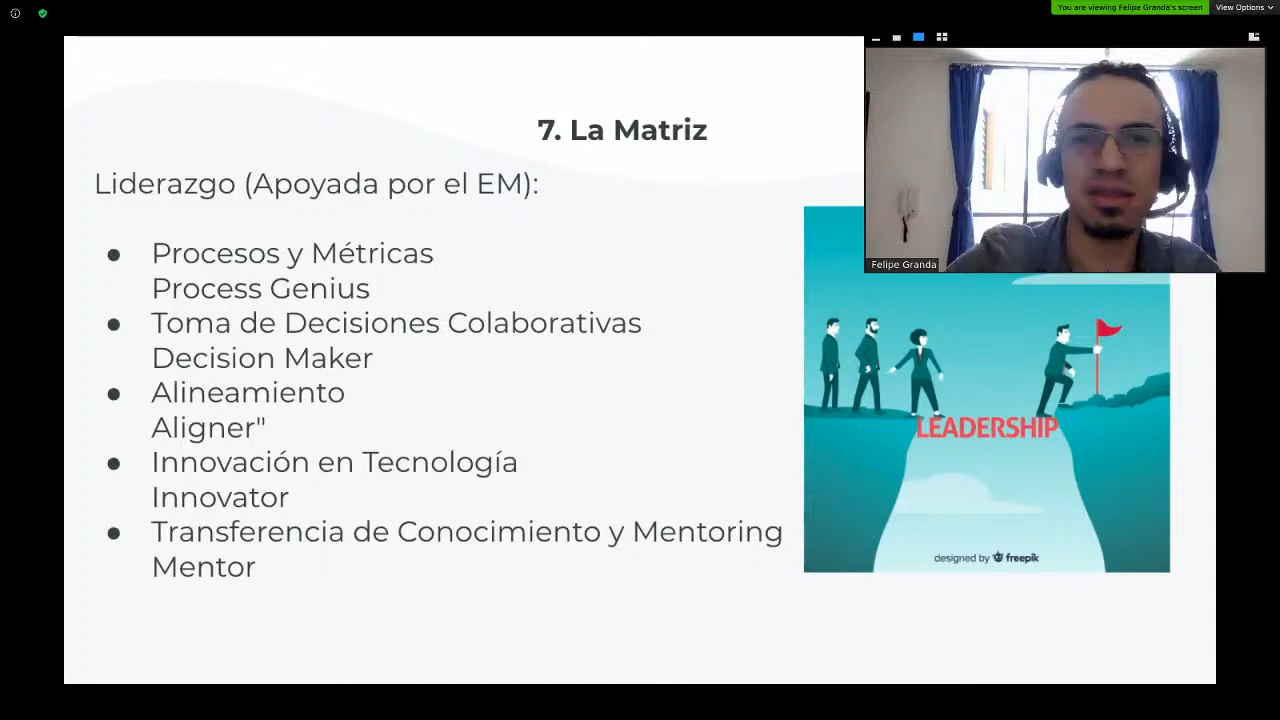 You are viewing Felipe Granda's screen
View Options
7. La Matriz
Liderazgo (Apoyada por el EM):
● Procesos y Métricas
Process Genius
● Toma de Decisiones Colaborativas
Decision Maker
● Alineamiento
Aligner"
● Innovación en Tecnología
Innovator
● Transferencia de Conocimiento y Mentoring
Mentor
Felipe Granda
LEADERSHIP
designed by freepik